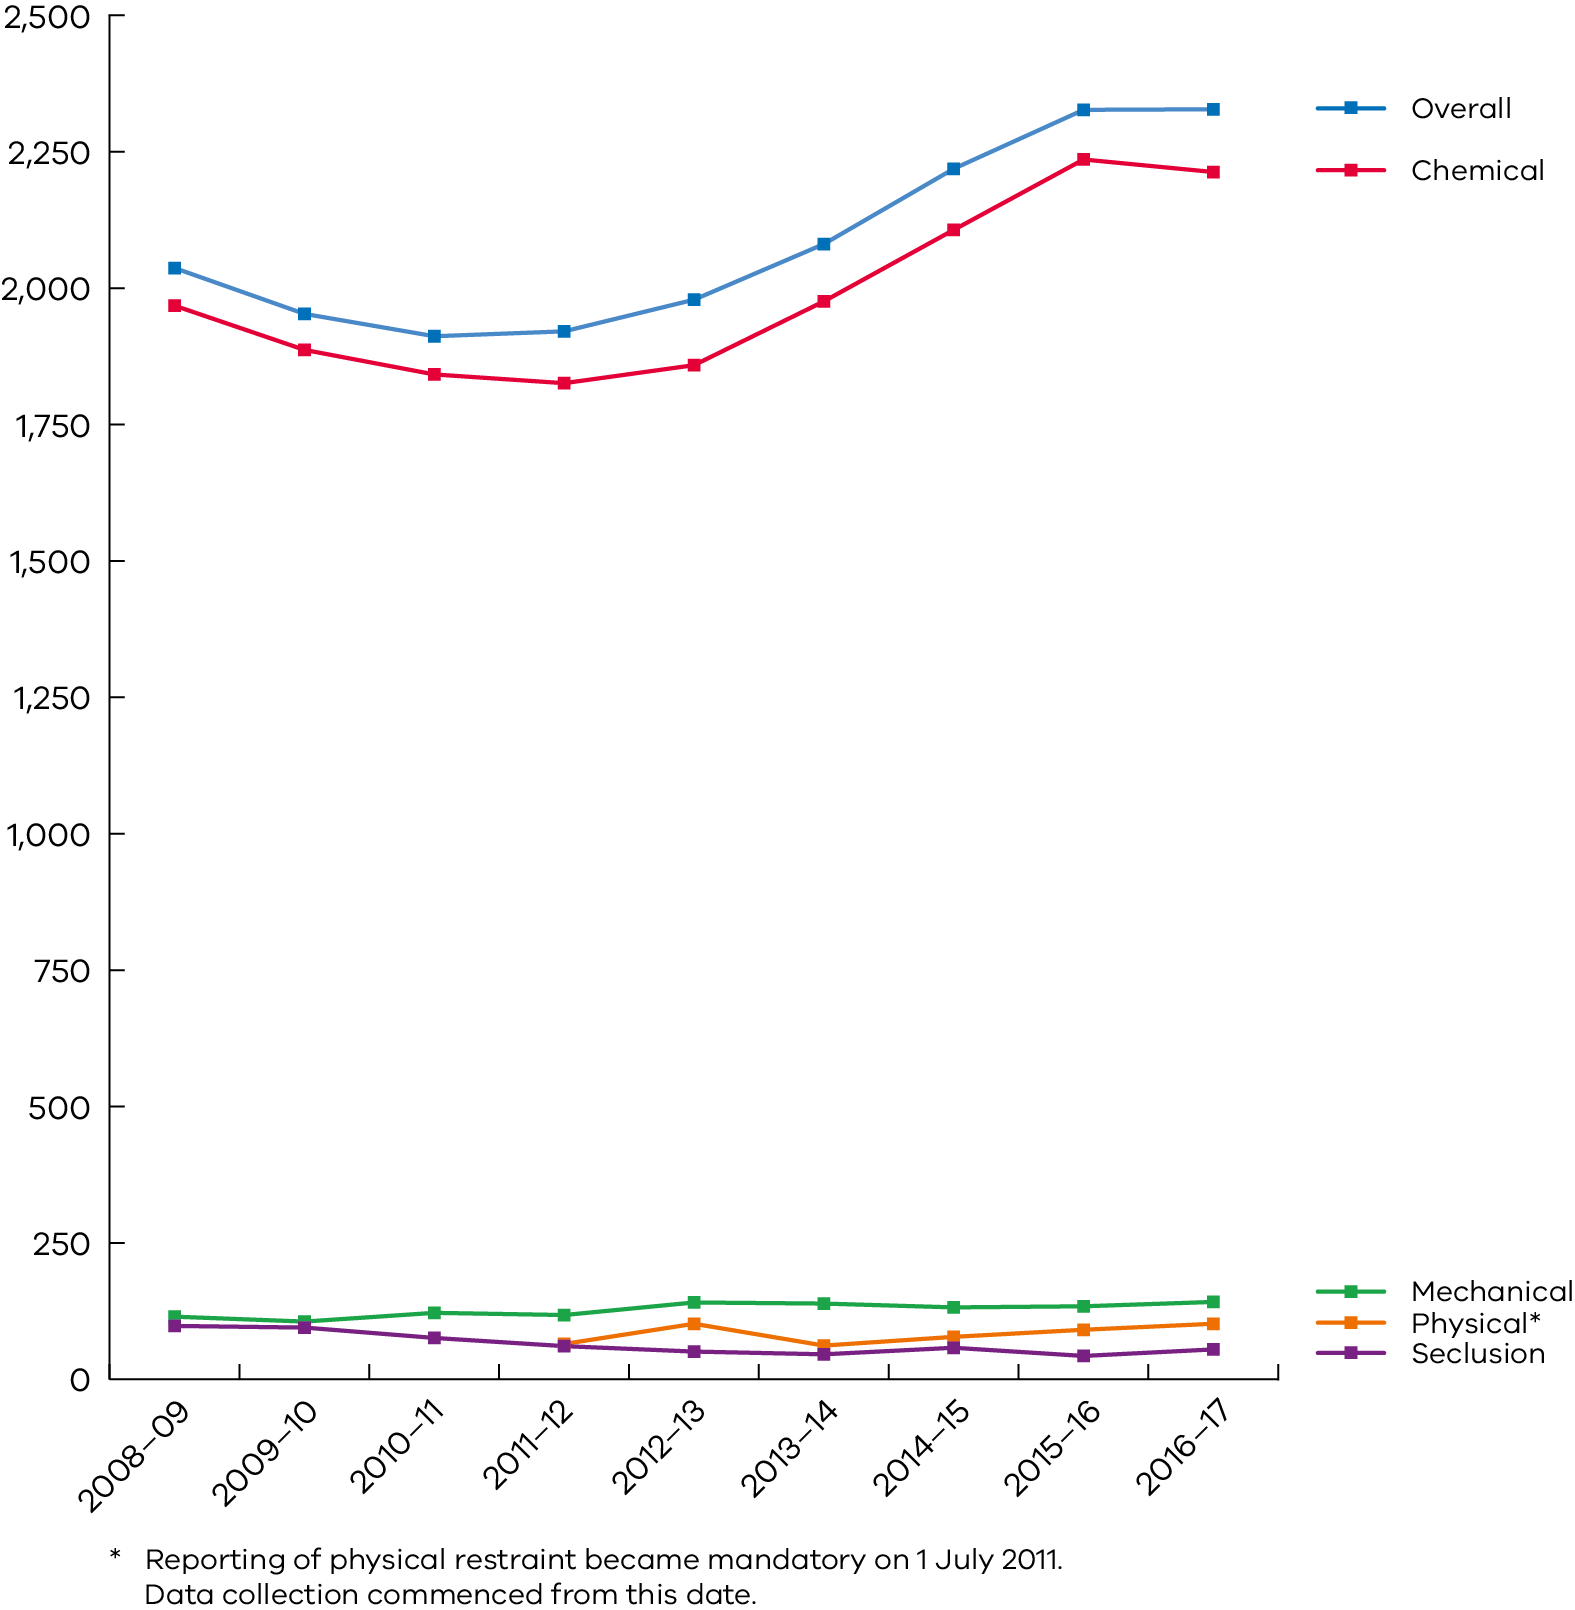 2,500
2,250
2,000
1,750
1,500
1,250
1,000
750
500
250
0
Overall
Chemical
Mechanical
Physical*
Seclusion
2008–09
2009–10
2010–11
2011–12
2012–13
2013–14
2014–15
2015–16
2016–17
* Reporting of physical restraint became mandatory on 1 July 2011.
Data collection commenced from this date.